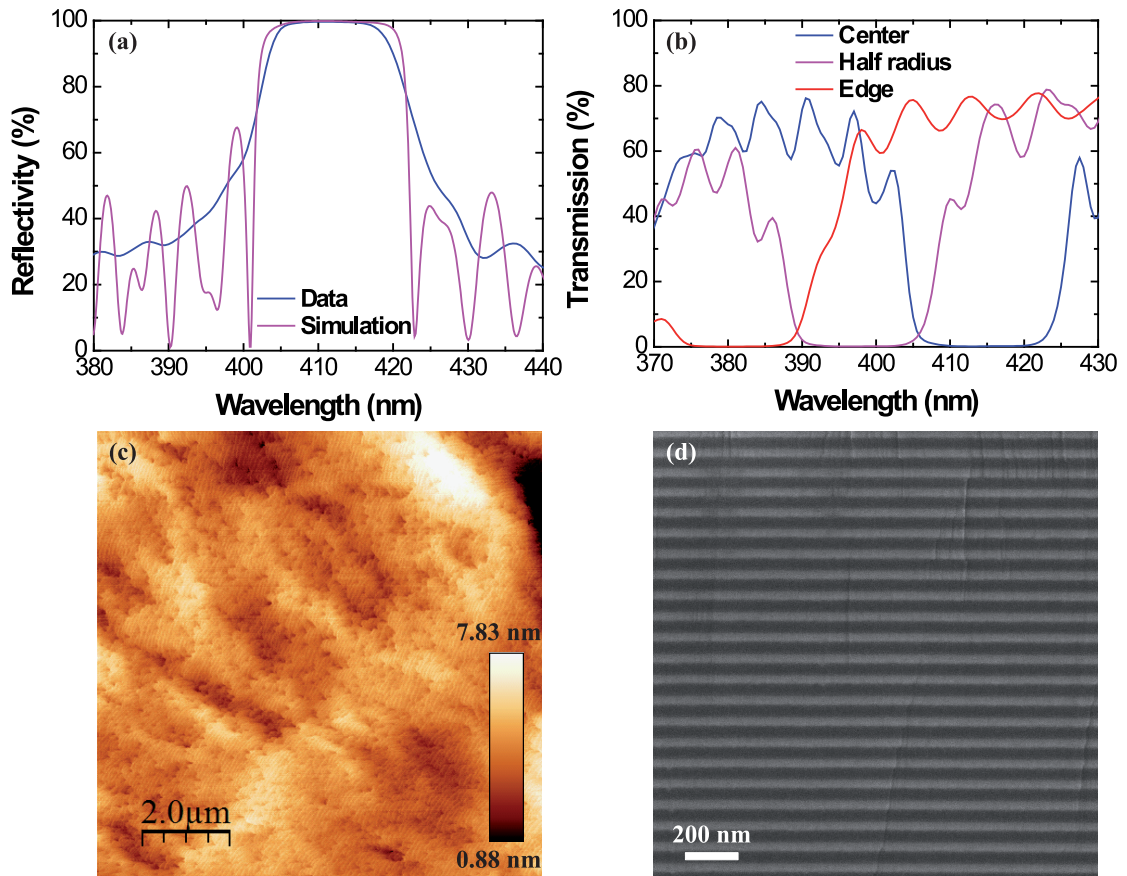 (a)
Reflectivity (%)
100
80
60
40
20
0
380
390
400
410
420
430
440
Wavelength (nm)
Data
Simulation
(b)
Transmission (%)
100
80
60
40
20
0
370
380
390
400
410
420
430
Wavelength (nm)
Center
Half radius
Edge
(c)
7.83 nm
0.88 nm
2.0µm
(d)
200 nm